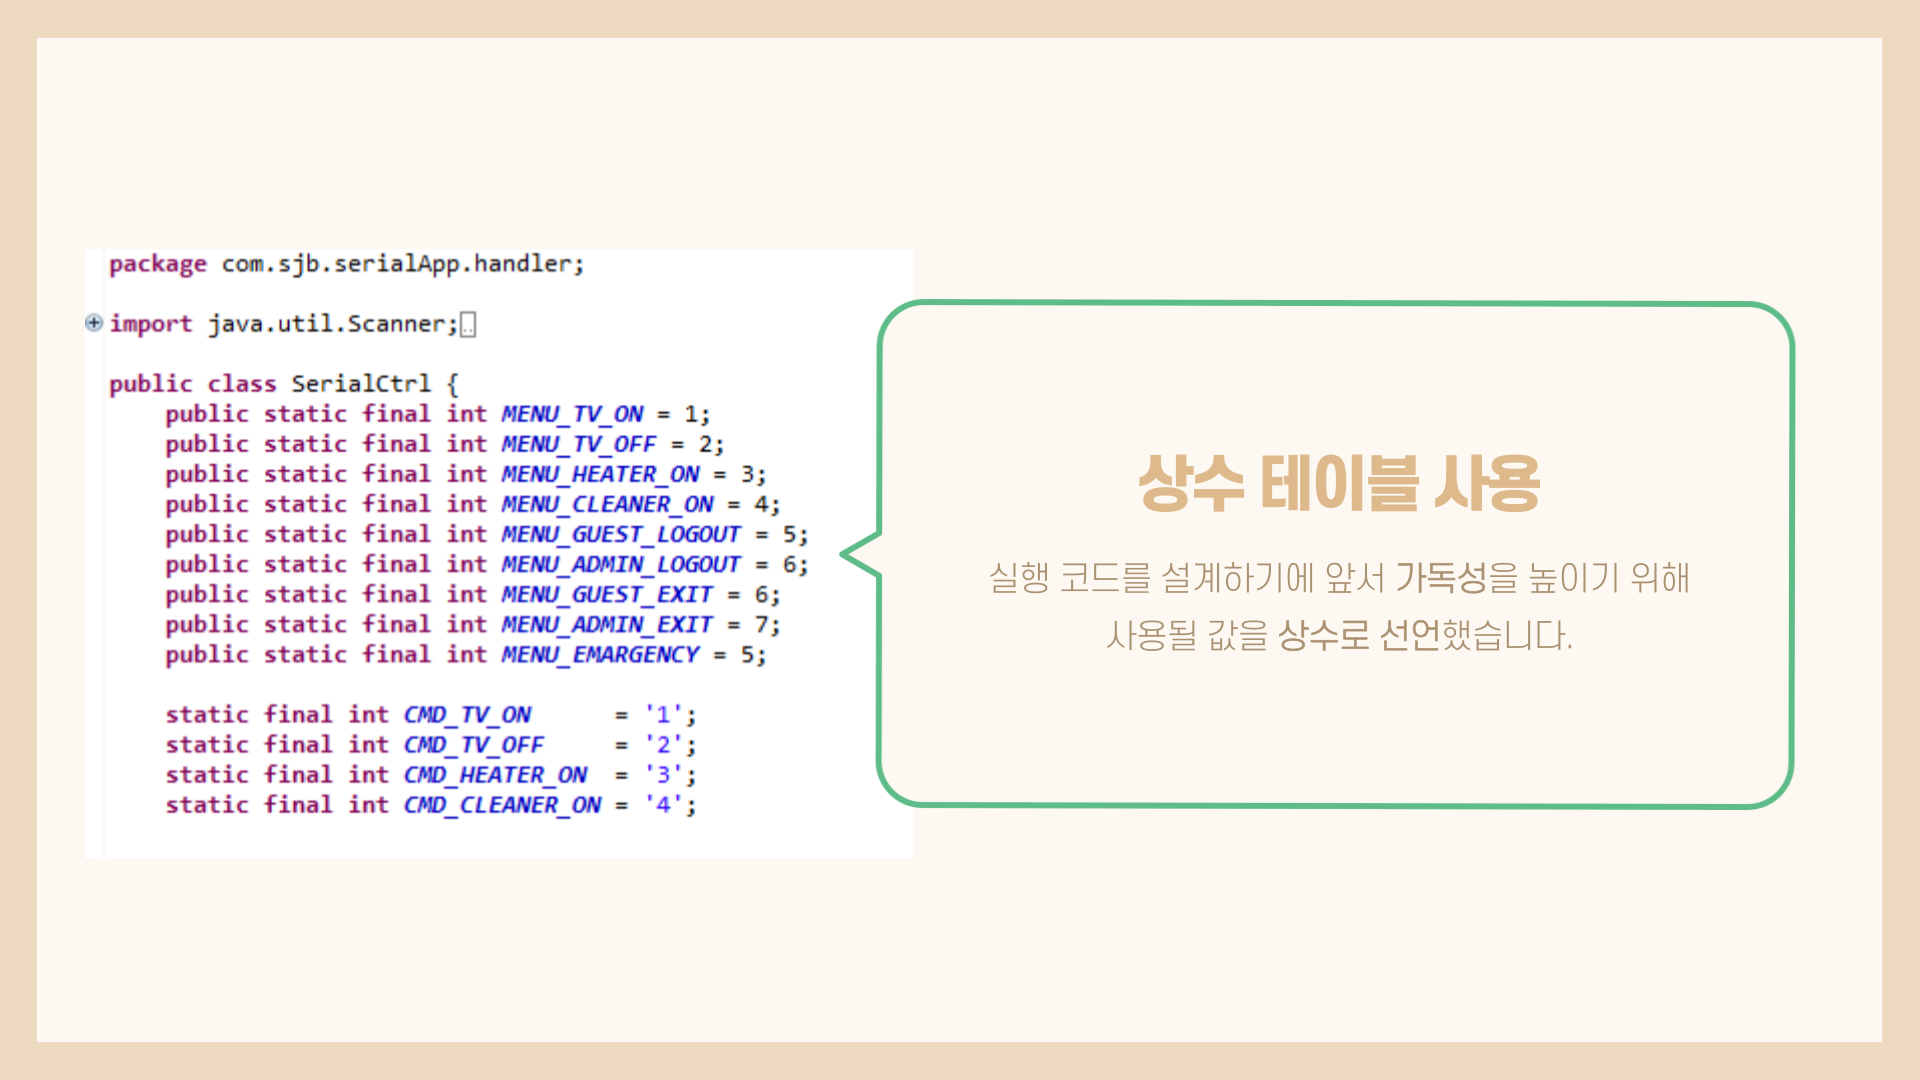 package com.sjb.serialApp.handler;
import java.util.Scanner;
public class SerialCtrl {
public static final int MENU_TV_ON = 1;
public static final int MENU_TV_OFF = 2;
public static final int MENU_HEATER_ON = 3;
public static final int MENU_CLEANER_ON = 4;
public static final int MENU_GUEST_LOGOUT = 5;
public static final int MENU_ADMIN_LOGOUT = 6;
public static final int MENU_GUEST_EXIT = 6;
public static final int MENU_ADMIN_EXIT = 7;
public static final int MENU_EMARGENCY = 5;
static final int CMD_TV_ON = '1';
static final int CMD_TV_OFF = '2';
static final int CMD_HEATER_ON = '3';
static final int CMD_CLEANER_ON = '4';
상수 테이블 사용
실행 코드를 설계하기에 앞서 가독성을 높이기 위해
사용될 값을 상수로 선언했습니다.